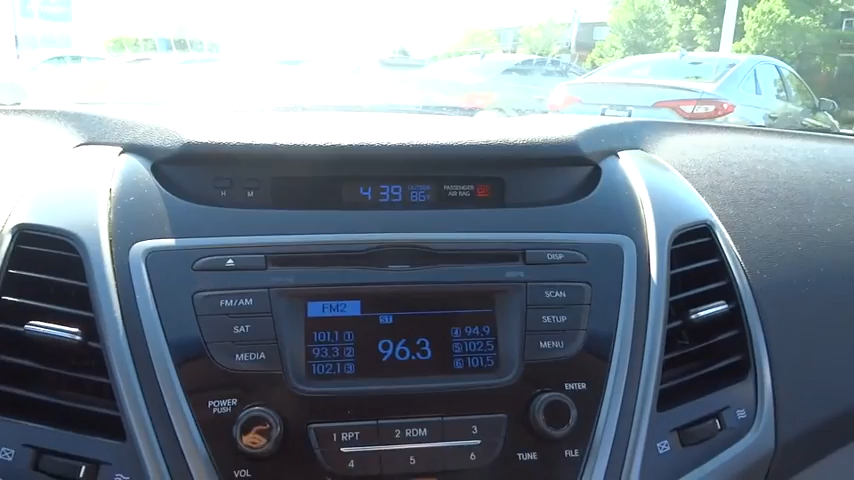 H M
4 39
OUTSIDE
86°
PASSENGER
AIR BAG
OFF
DISP
FM/AM
SAT
MEDIA
FM2
ST
101.1 1
93.3 2
102.1 3
96.3
4 94.9
5 102.5
6 101.5
SCAN
SETUP
MENU
POWER
PUSH
VOL
1 RPT
2 RDM
3
4
5
6
ENTER
TUNE
FILE